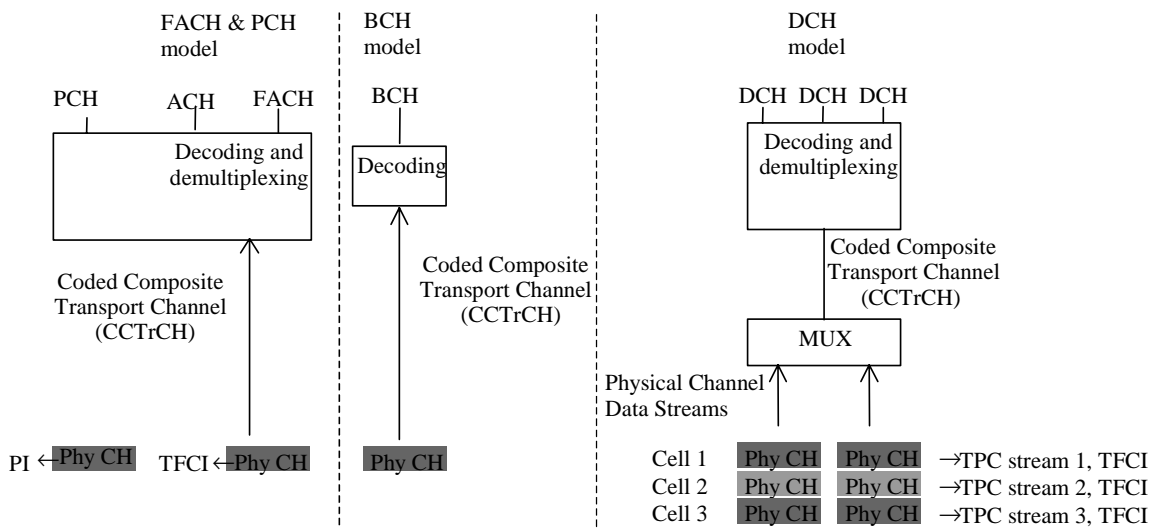 FACH & PCH
model
BCH
model
DCH
model
PCH
ACH
FACH
BCH
DCH DCH DCH
Decoding and
demultiplexing
Decoding
Decoding and
demultiplexing
Coded Composite
Transport Channel
(CCTrCH)
Coded Composite
Transport Channel
(CCTrCH)
Coded Composite
Transport Channel
(CCTrCH)
MUX
Physical Channel
Data Streams
PI ←Phy CH
TFCI ←Phy CH
Phy CH
Cell 1 Phy CH Phy CH →TPC stream 1, TFCI
Cell 2 Phy CH Phy CH →TPC stream 2, TFCI
Cell 3 Phy CH Phy CH →TPC stream 3, TFCI